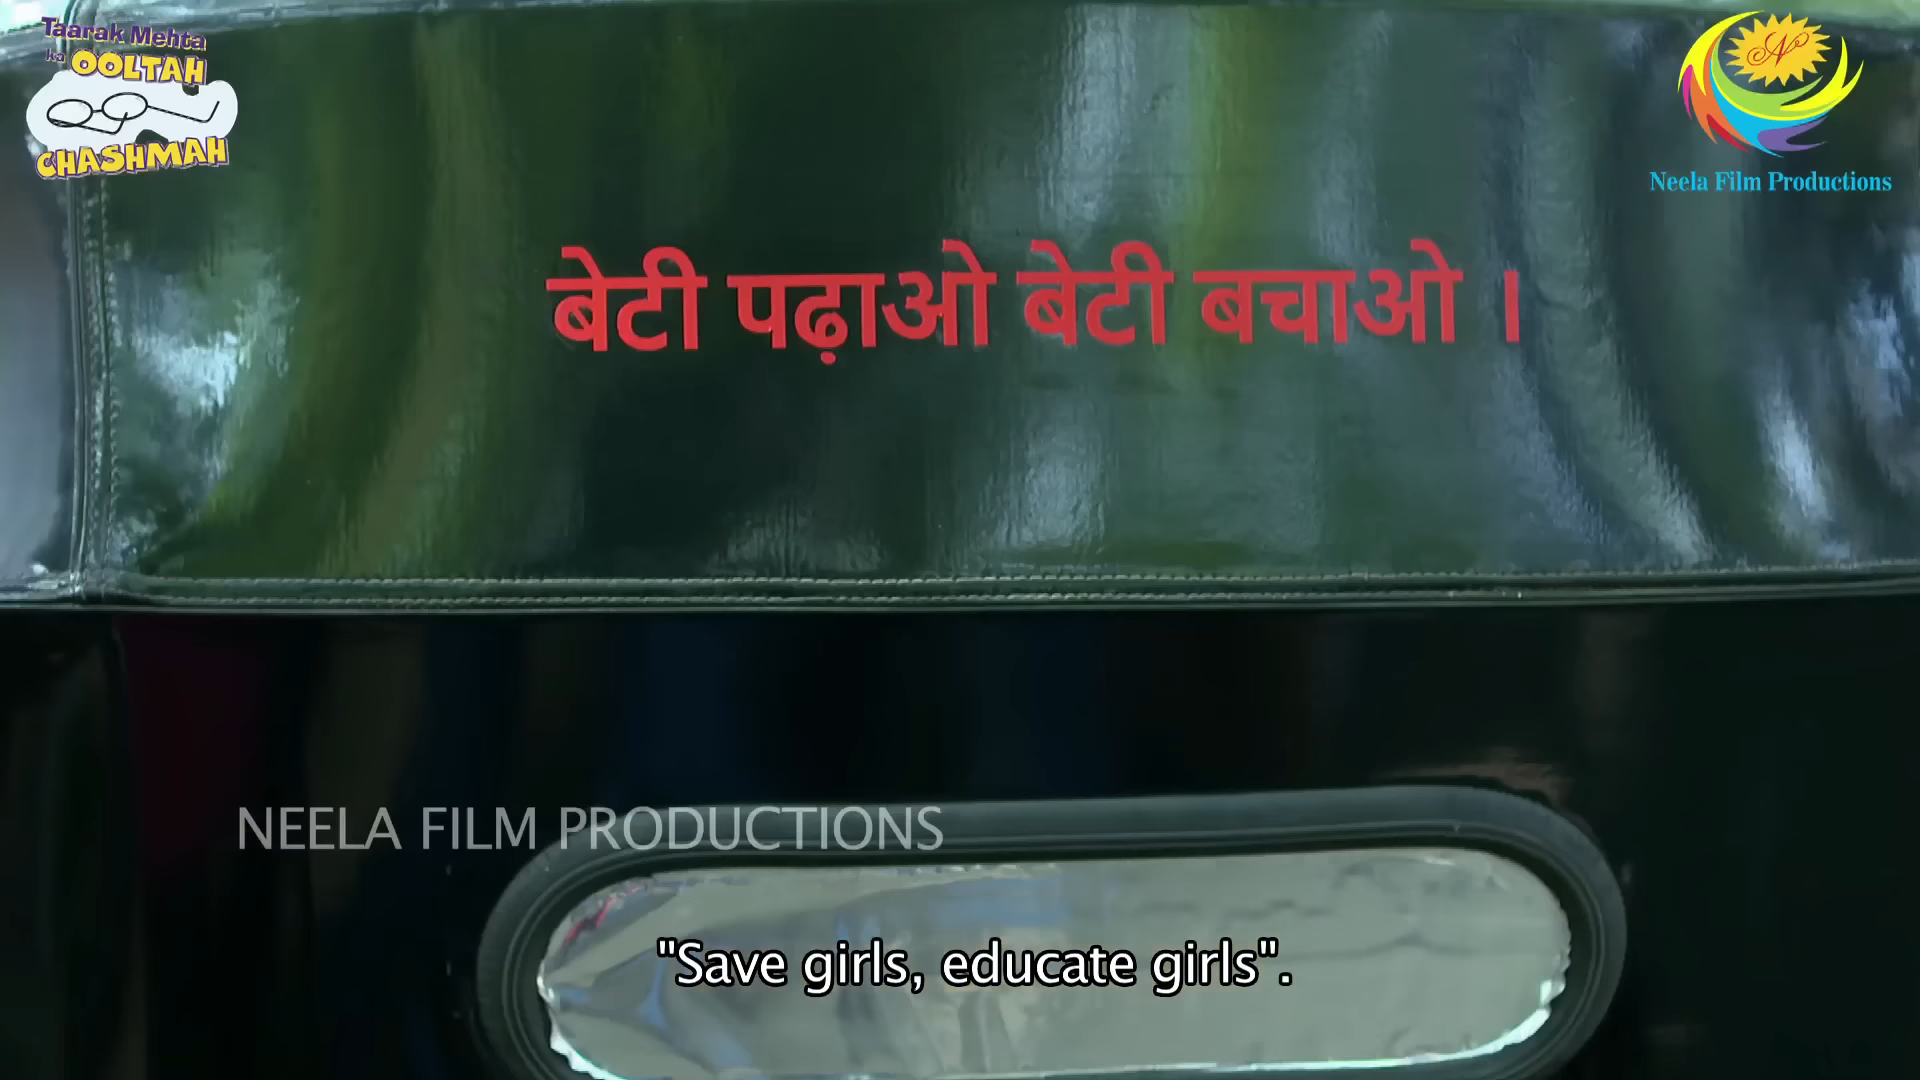 Taarak Mehta
ka OOLTAH
CHASHMAH
Neela Film Productions
बेटी पढ़ाओ बेटी बचाओ ।
NEELA FILM PRODUCTIONS
"Save girls, educate girls".